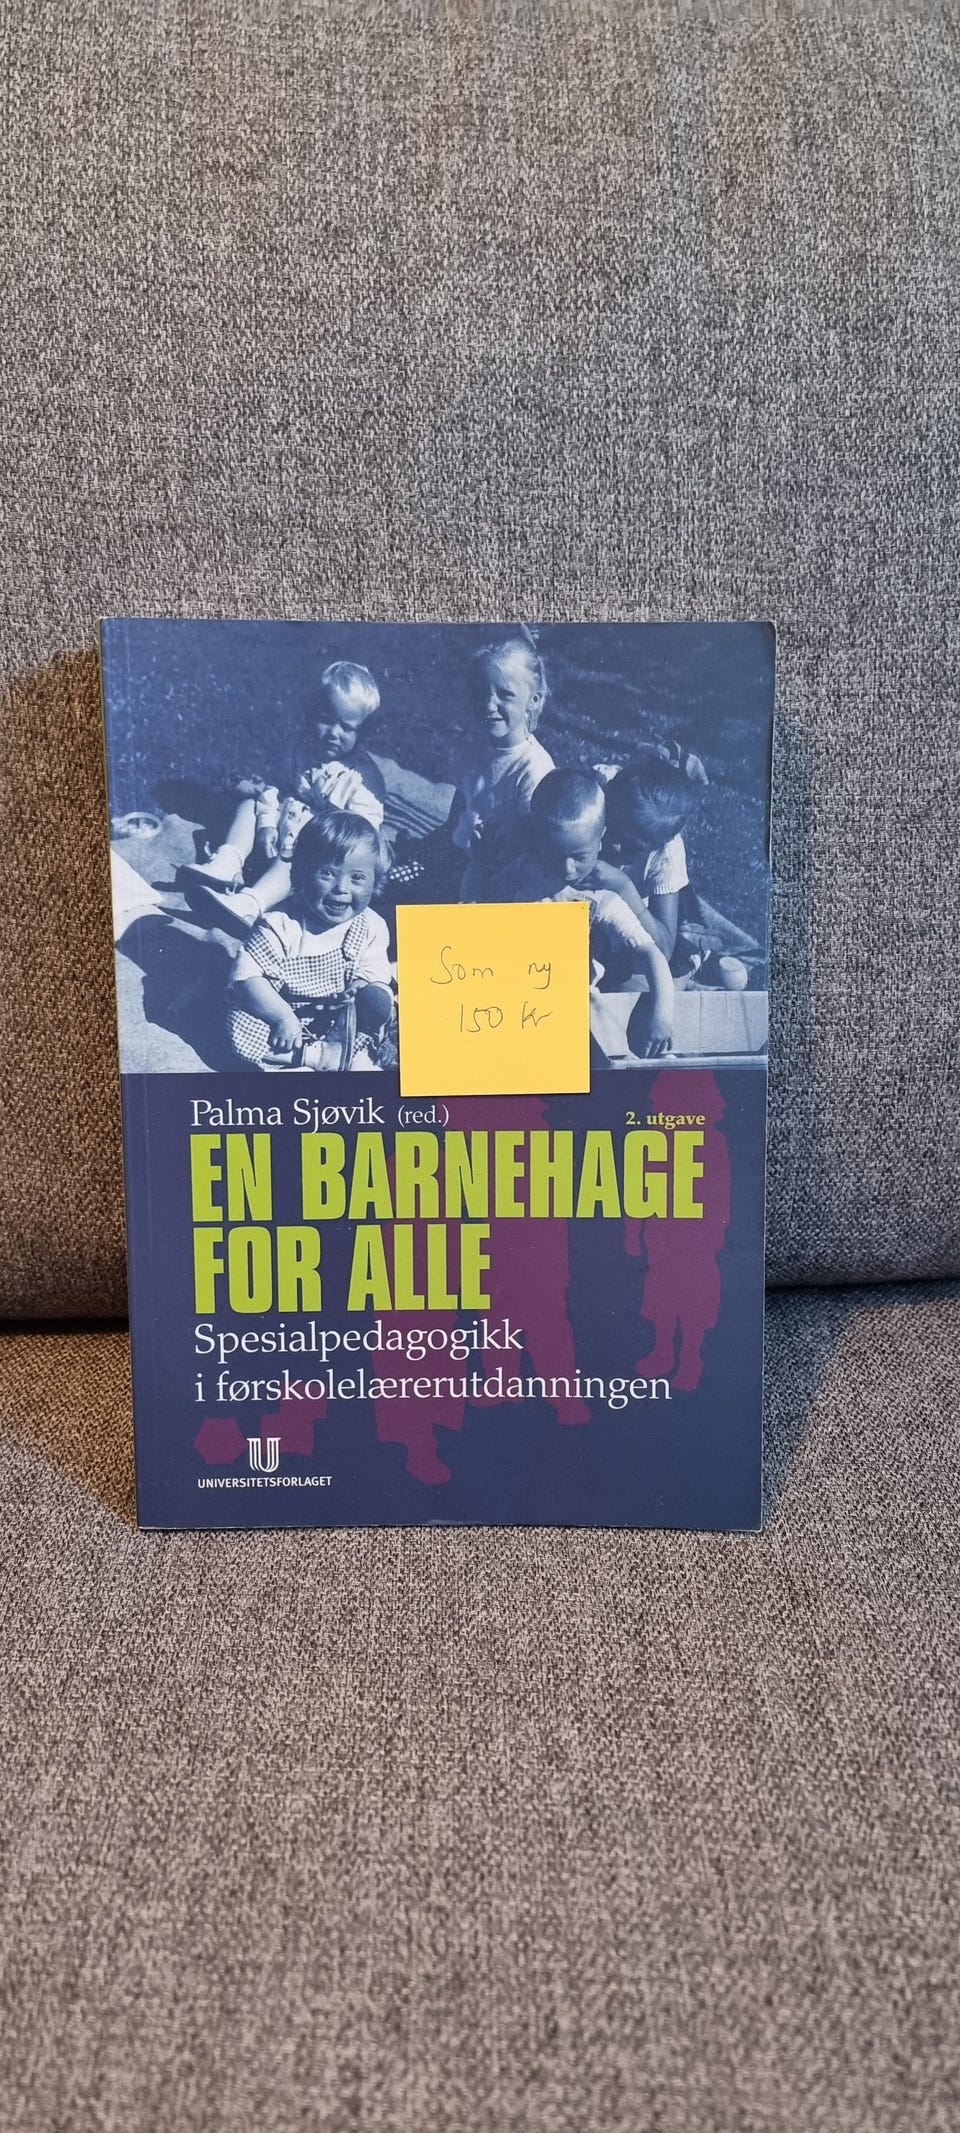 Som ny
150 kr
Palma Sjøvik (red.)
2. utgave
EN BARNEHAGE
FOR ALLE
Spesialpedagogikk
i førskolelærerutdanningen
U
UNIVERSITETSFORLAGET